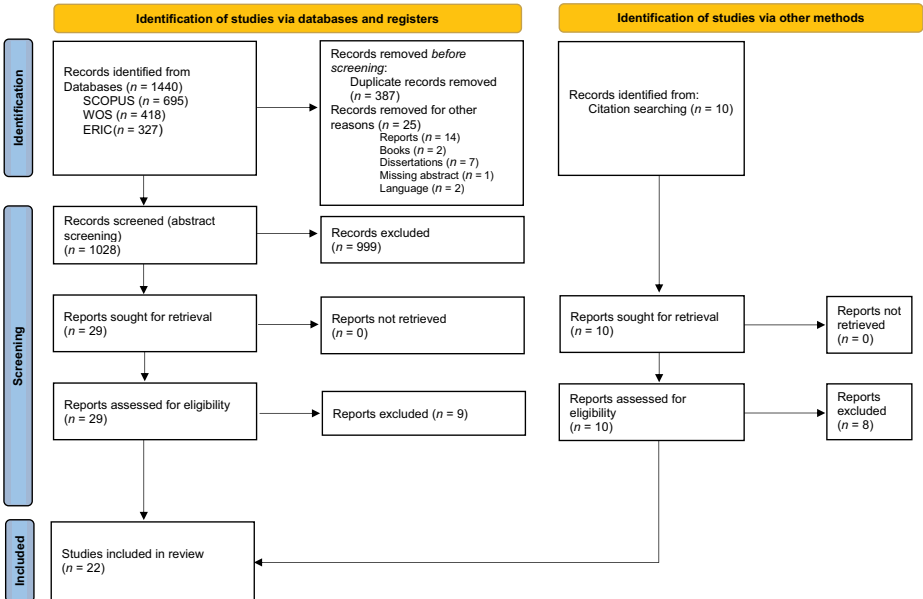 Identification of studies via databases and registers
Identification of studies via other methods
Identification
Records identified from
Databases (n = 1440)
SCOPUS (n = 695)
WOS (n = 418)
ERIC(n = 327)
Records removed before
screening:
Duplicate records removed
(n = 387)
Records removed for other
reasons (n = 25)
Reports (n = 14)
Books (n = 2)
Dissertations (n = 7)
Missing abstract (n = 1)
Language (n = 2)
Records identified from:
Citation searching (n = 10)
Screening
Records screened (abstract
screening)
(n = 1028)
Records excluded
(n = 999)
Reports sought for retrieval
(n = 29)
Reports not retrieved
(n = 0)
Reports sought for retrieval
(n = 10)
Reports not
retrieved
(n = 0)
Reports assessed for eligibility
(n = 29)
Reports excluded (n = 9)
Reports assessed for
eligibility
(n = 10)
Reports
excluded
(n = 8)
Included
Studies included in review
(n = 22)